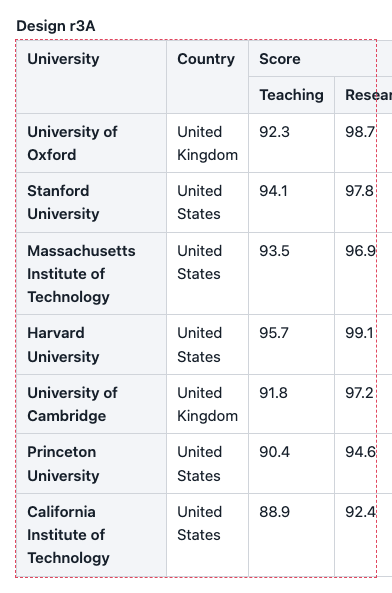 Design r3A
University Country Score
Teaching Resear
University of United 92.3 98.7
Oxford Kingdom
Stanford United 94.1 97.8
University States
Massachusetts United 93.5 96.9
Institute of States
Technology
Harvard United 95.7 99.1
University States
University of United 91.8 97.2
Cambridge Kingdom
Princeton United 90.4 94.6
University States
California United 88.9 92.4
Institute of States
Technology